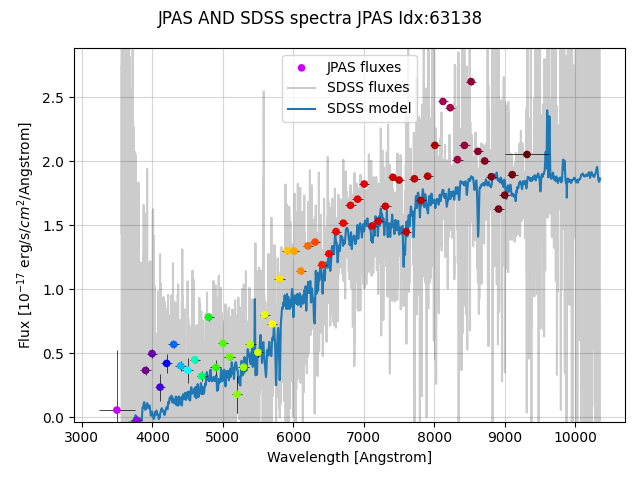 JPAS AND SDSS spectra JPAS Idx:63138
JPAS fluxes
SDSS fluxes
SDSS model
2.5
2.0
1.5
1.0
0.5
0.0
Flux [10⁻¹⁷ erg/s/cm²/Angstrom]
3000 4000 5000 6000 7000 8000 9000 10000
Wavelength [Angstrom]